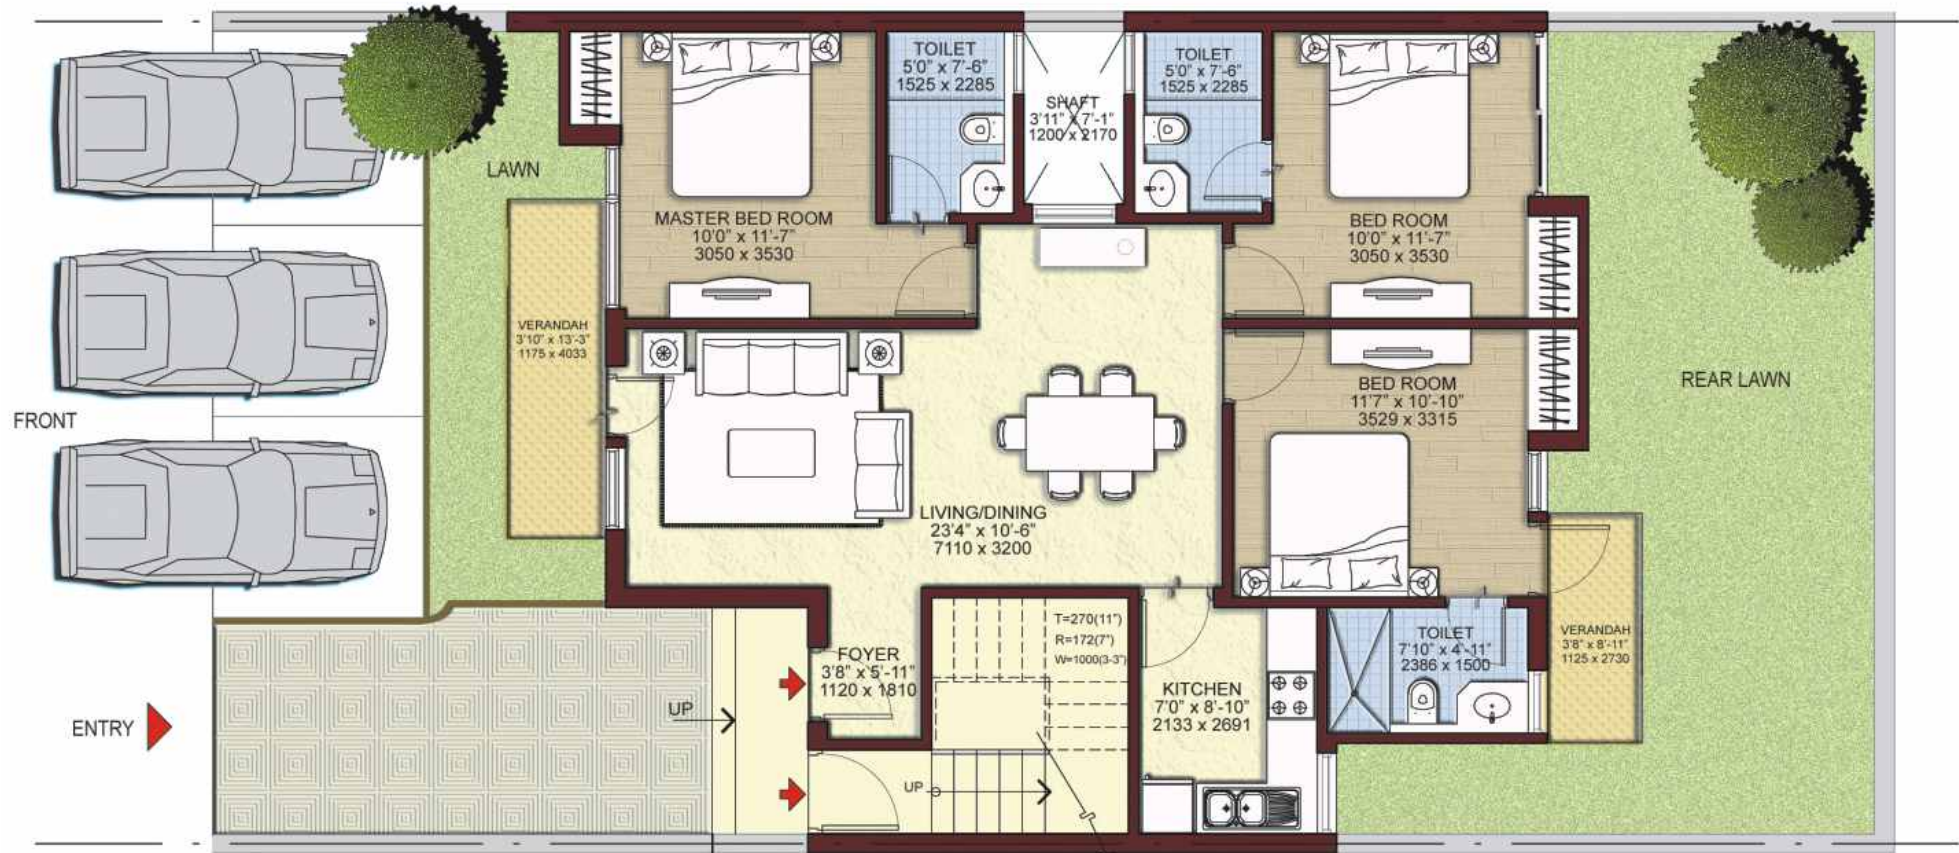 TOILET
5'0" x 7'-6"
1525 x 2285
TOILET
5'0" x 7'-6"
1525 x 2285
SHAFT
3'11" x 7'-1"
1200 x 2170
LAWN
MASTER BED ROOM
10'0" x 11'-7"
3050 x 3530
BED ROOM
10'0" x 11'-7"
3050 x 3530
VERANDAH
3'10" x 13'-3"
1175 x 4033
BED ROOM
11'7" x 10'-10"
3529 x 3315
REAR LAWN
FRONT
LIVING/DINING
23'4" x 10'-6"
7110 x 3200
T=270(11")
R=172(7")
W=1000(3-3")
FOYER
3'8" x 5'-11"
1120 x 1810
TOILET
7'10" x 4'-11"
2386 x 1500
VERANDAH
3'8" x 8'-11"
1125 x 2730
KITCHEN
7'0" x 8'-10"
2133 x 2691
UP
ENTRY
UP